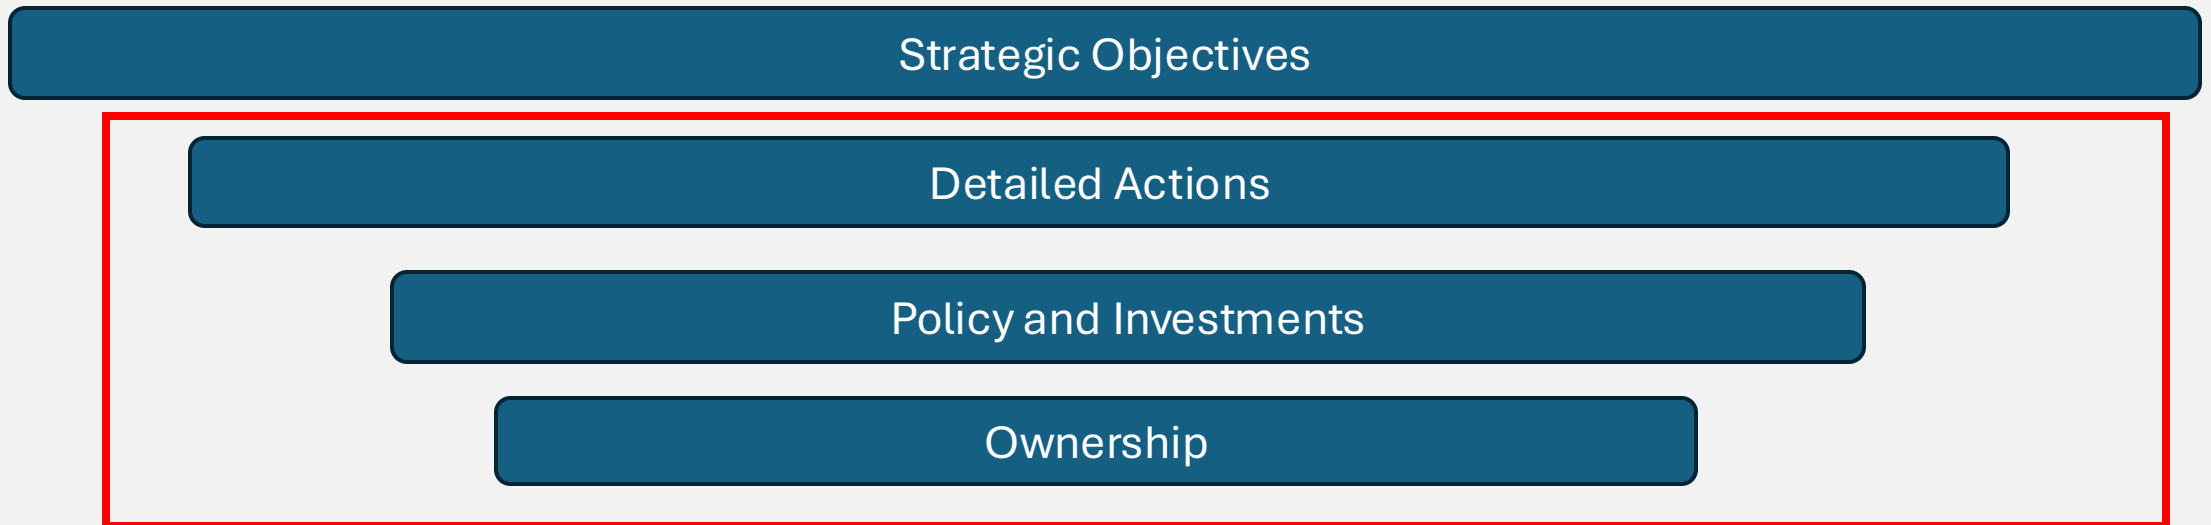 Strategic Objectives
Detailed Actions
Policy and Investments
Ownership